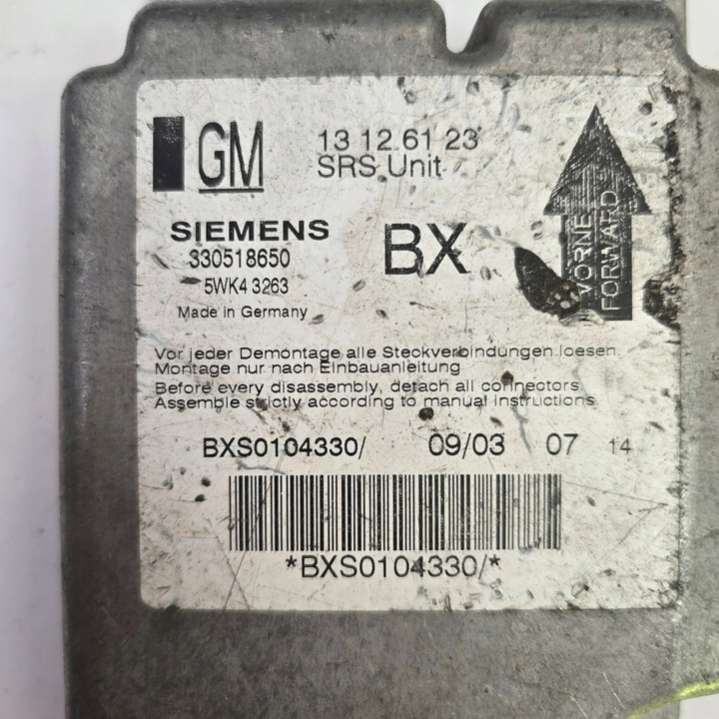 GM
13 12 61 23
SRS Unit
SIEMENS
330518650
5WK4 3263
Made in Germany
BX
VORNE
FORWARD
Vor jeder Demontage alle Steckverbindungen loesen.
Montage nur nach Einbauanleitung
Before every disassembly, detach all connectors
Assemble strictly according to manual instructions
BXS0104330/ 09/03 07 14
*BXS0104330/*